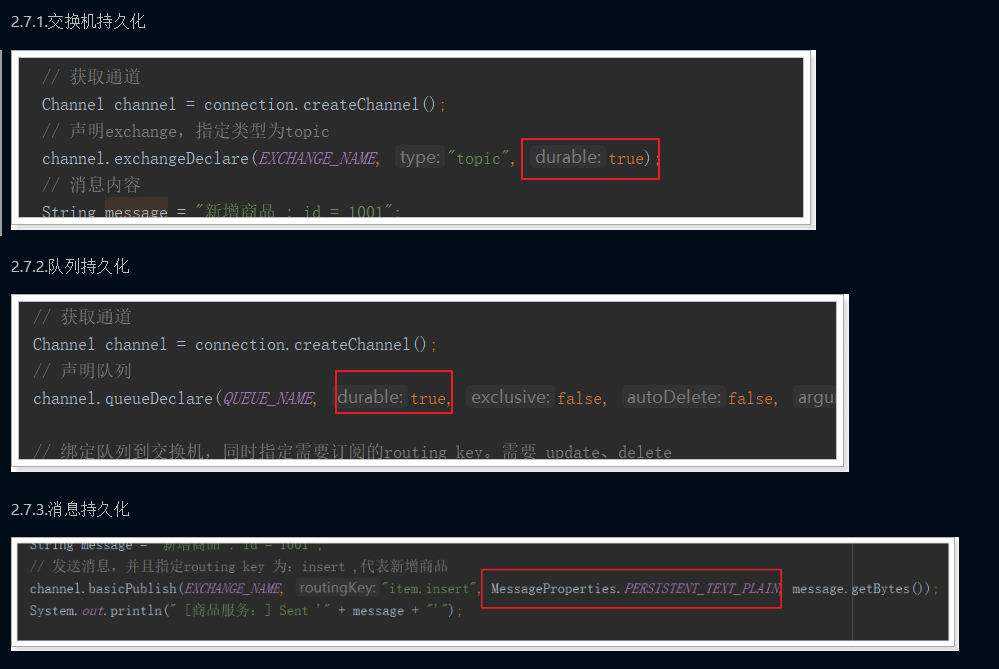 2.7.1.交换机持久化
// 获取通道
Channel channel = connection.createChannel();
// 声明exchange，指定类型为topic
channel.exchangeDeclare(EXCHANGE_NAME, type: "topic", durable: true);
// 消息内容
String message = "新增商品 : id = 1001";
2.7.2.队列持久化
// 获取通道
Channel channel = connection.createChannel();
// 声明队列
channel.queueDeclare(QUEUE_NAME, durable: true, exclusive: false, autoDelete: false, argu
// 绑定队列到交换机，同时指定需要订阅的routing key。需要 update、delete
2.7.3.消息持久化
String message = "新增商品 : id = 1001";
// 发送消息，并且指定routing key 为：insert ,代表新增商品
channel.basicPublish(EXCHANGE_NAME, routingKey: "item.insert", MessageProperties.PERSISTENT_TEXT_PLAIN, message.getBytes());
System.out.println(" [商品服务：] Sent '" + message + "'");